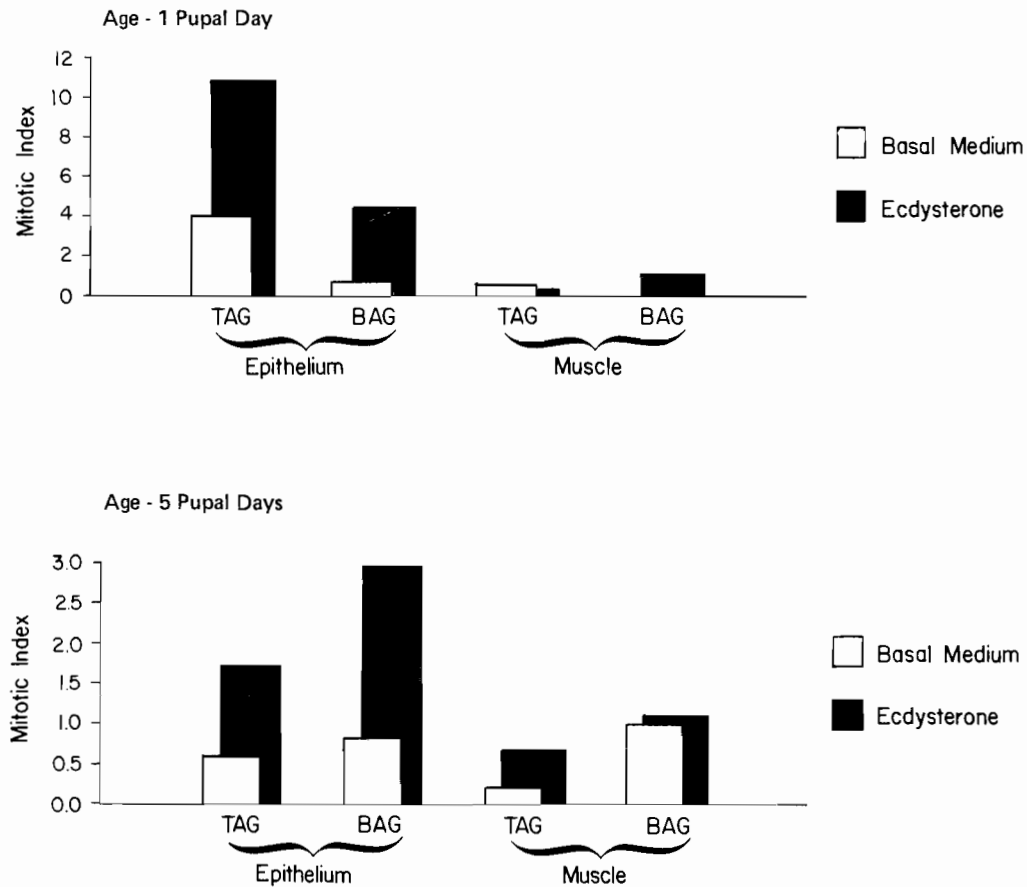 Age - 1 Pupal Day
12
10
8
6
4
2
0
Mitotic Index
TAG BAG TAG BAG
Epithelium Muscle
Basal Medium
Ecdysterone
Age - 5 Pupal Days
3.0
2.5
2.0
1.5
1.0
0.5
0.0
Mitotic Index
TAG BAG TAG BAG
Epithelium Muscle
Basal Medium
Ecdysterone